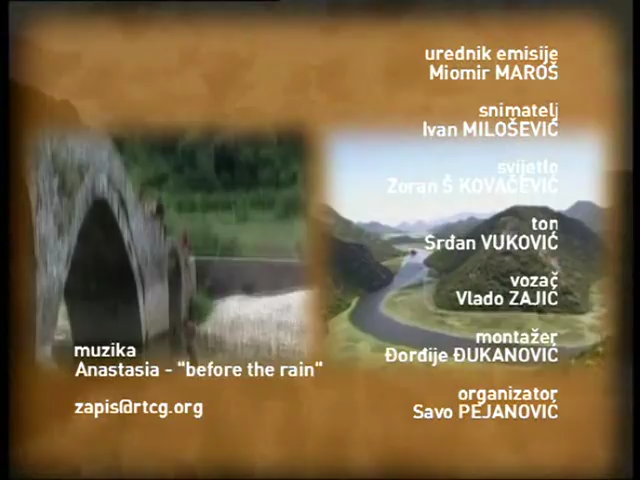 urednik emisije
Miomir MAROŠ
snimatelj
Ivan MILOŠEVIĆ
svijetlo
Zoran Š KOVAČEVIĆ
ton
Srđan VUKOVIĆ
vozač
Vlado ZAJIĆ
montažer
Đorđije ĐUKANOVIĆ
organizator
Savo PEJANOVIĆ
muzika
Anastasia - "before the rain"
zapis@rtcg.org